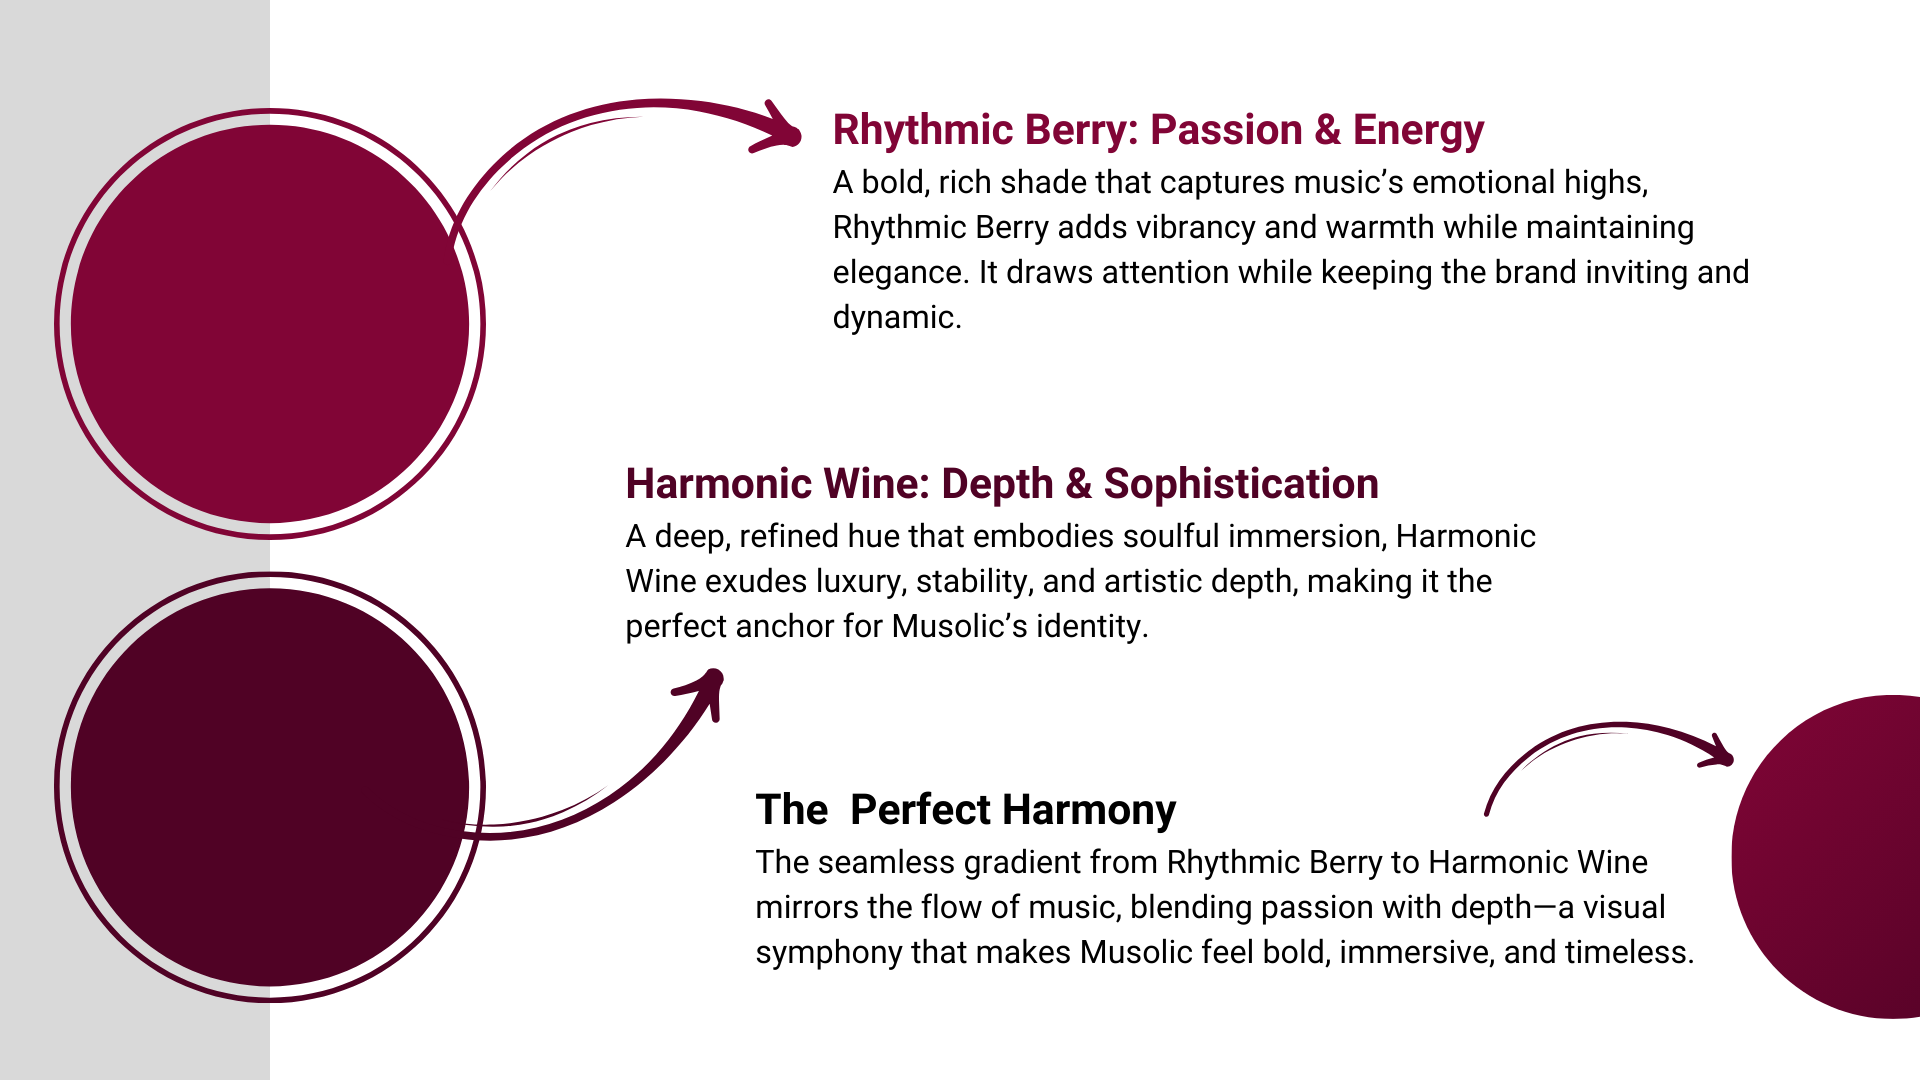 Rhythmic Berry: Passion & Energy
A bold, rich shade that captures music’s emotional highs,
Rhythmic Berry adds vibrancy and warmth while maintaining
elegance. It draws attention while keeping the brand inviting and
dynamic.
Harmonic Wine: Depth & Sophistication
A deep, refined hue that embodies soulful immersion, Harmonic
Wine exudes luxury, stability, and artistic depth, making it the
perfect anchor for Musolic’s identity.
The  Perfect Harmony
The seamless gradient from Rhythmic Berry to Harmonic Wine
mirrors the flow of music, blending passion with depth—a visual
symphony that makes Musolic feel bold, immersive, and timeless.